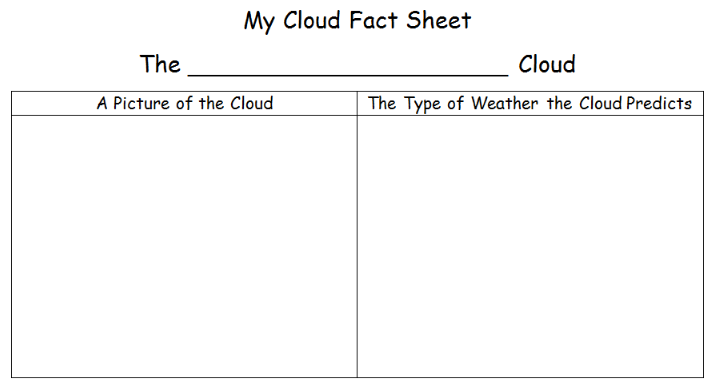 My Cloud Fact Sheet
The ______________________ Cloud
A Picture of the Cloud
The Type of Weather the Cloud Predicts